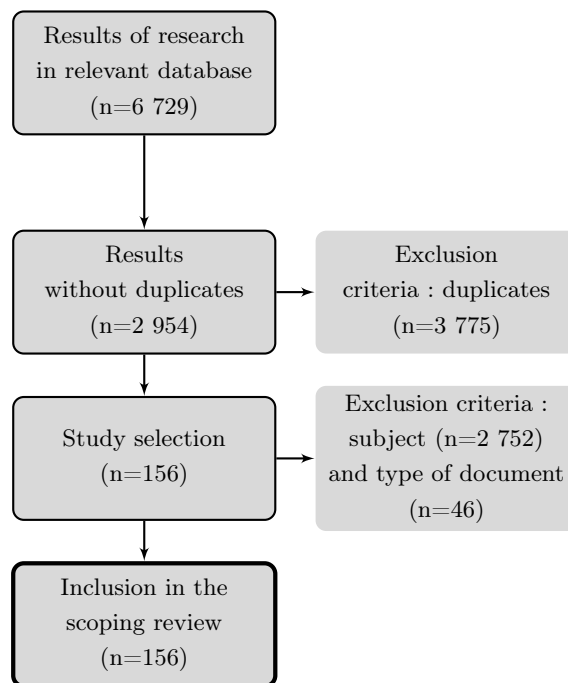 Results of research
in relevant database
(n=6 729)
Results
without duplicates
(n=2 954)
Exclusion
criteria : duplicates
(n=3 775)
Study selection
(n=156)
Exclusion criteria :
subject (n=2 752)
and type of document
(n=46)
Inclusion in the
scoping review
(n=156)